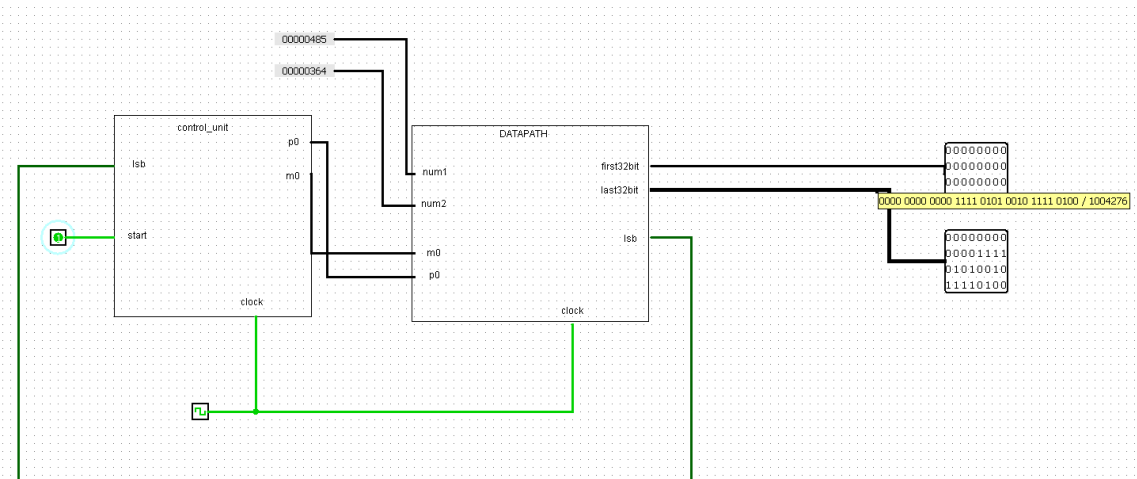 00000485
00000364
control_unit
p0
lsb
m0
start
clock
DATAPATH
num1
num2
m0
p0
first32bit
last32bit
lsb
clock
00000000
00000000
00000000
0000 0000 0000 1111 0101 0010 1111 0100 / 1004276
00000000
00001111
01010010
11110100